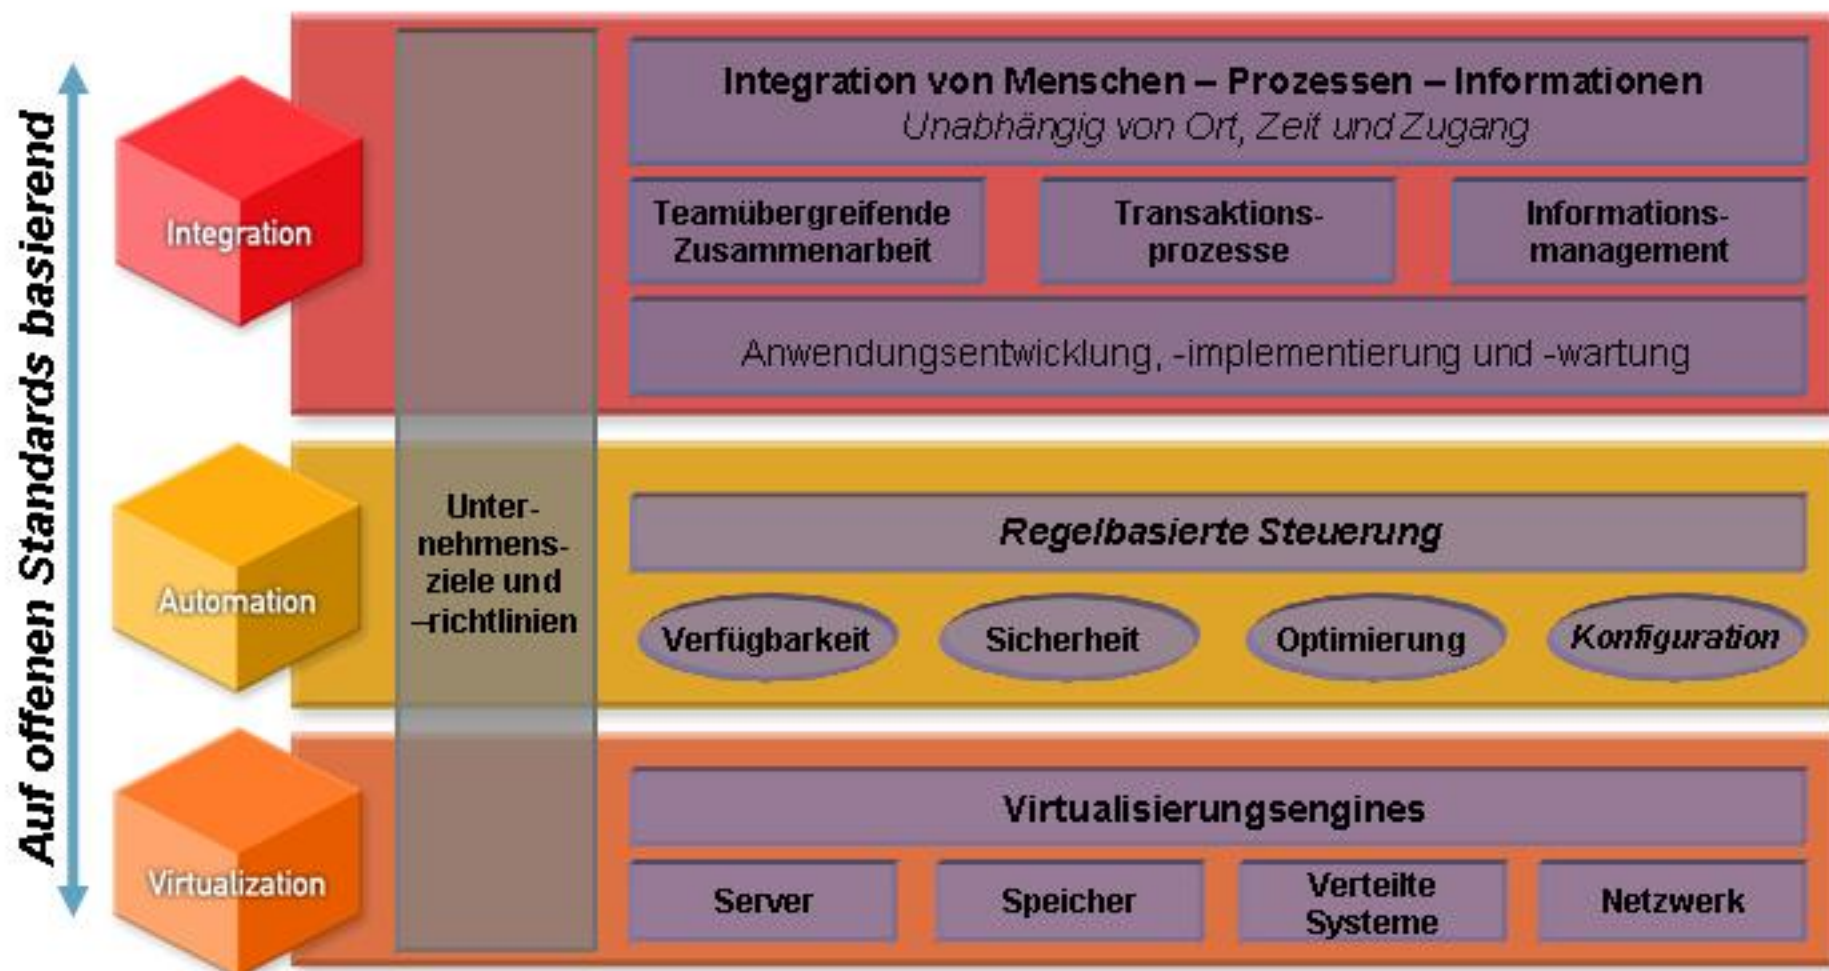 Auf offenen Standards basierend
Integration
Integration von Menschen – Prozessen – Informationen
Unabhängig von Ort, Zeit und Zugang
Teamübergreifende
Zusammenarbeit
Transaktions-
prozesse
Informations-
management
Anwendungsentwicklung, -implementierung und -wartung
Automation
Unter-
nehmens-
ziele und
–richtlinien
Regelbasierte Steuerung
Verfügbarkeit
Sicherheit
Optimierung
Konfiguration
Virtualization
Virtualisierungsengines
Server
Speicher
Verteilte
Systeme
Netzwerk